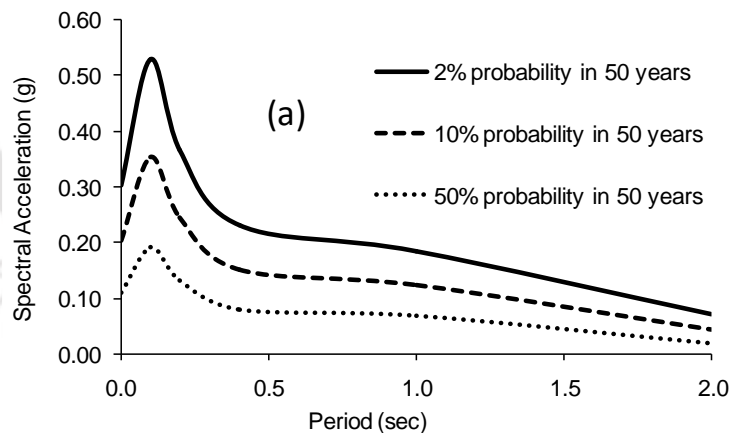 0.60
0.50
0.40
0.30
0.20
0.10
0.00
Spectral Acceleration (g)
(a)
2% probability in 50 years
10% probability in 50 years
50% probability in 50 years
0.0 0.5 1.0 1.5 2.0
Period (sec)